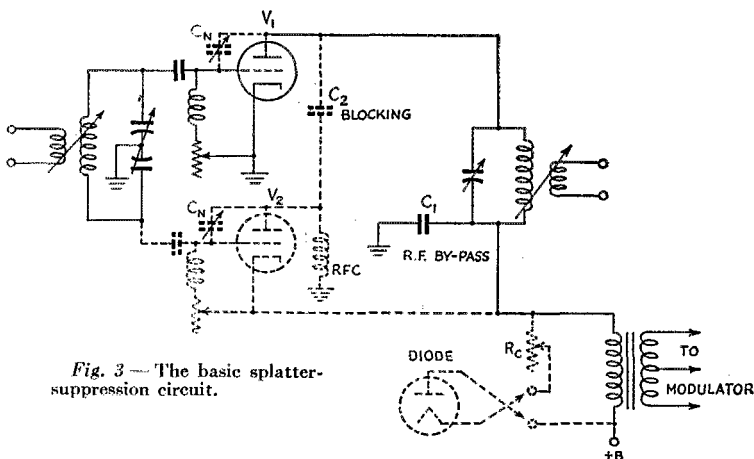 CN
V1
C2
BLOCKING
CN
V2
RFC
C1
R.F. BY-PASS
DIODE
RC
TO
MODULATOR
+B
Fig. 3 — The basic splatter-
suppression circuit.